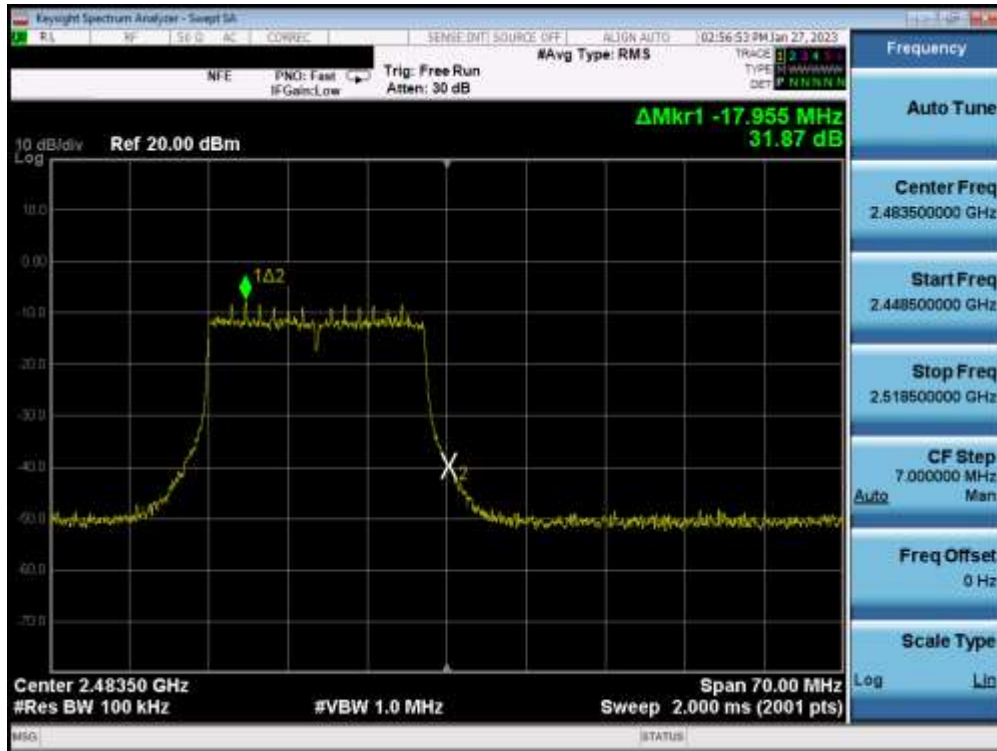 Keysight Spectrum Analyzer - Swept SA
RL RF 50 Ω AC CORREC SENSE:INT SOURCE OFF ALIGN AUTO 02:56:53 PM Jan 27, 2023
NFE PNO: Fast IFGain:Low
Trig: Free Run
Atten: 30 dB
#Avg Type: RMS
TRACE 1 2 3 4 5 6
TYPE
DET P N N N N N
ΔMkr1 -17.955 MHz
31.87 dB
10 dB/div Ref 20.00 dBm
Log
10.0
0.00
1Δ2
-10.0
-20.0
-30.0
-40.0
2
-50.0
-60.0
-70.0
Center 2.48350 GHz Span 70.00 MHz
#Res BW 100 kHz #VBW 1.0 MHz Sweep 2.000 ms (2001 pts)
MSG STATUS
Frequency
Auto Tune
Center Freq
2.483500000 GHz
Start Freq
2.448500000 GHz
Stop Freq
2.518500000 GHz
CF Step
7.000000 MHz
Auto Man
Freq Offset
0 Hz
Scale Type
Log Lin